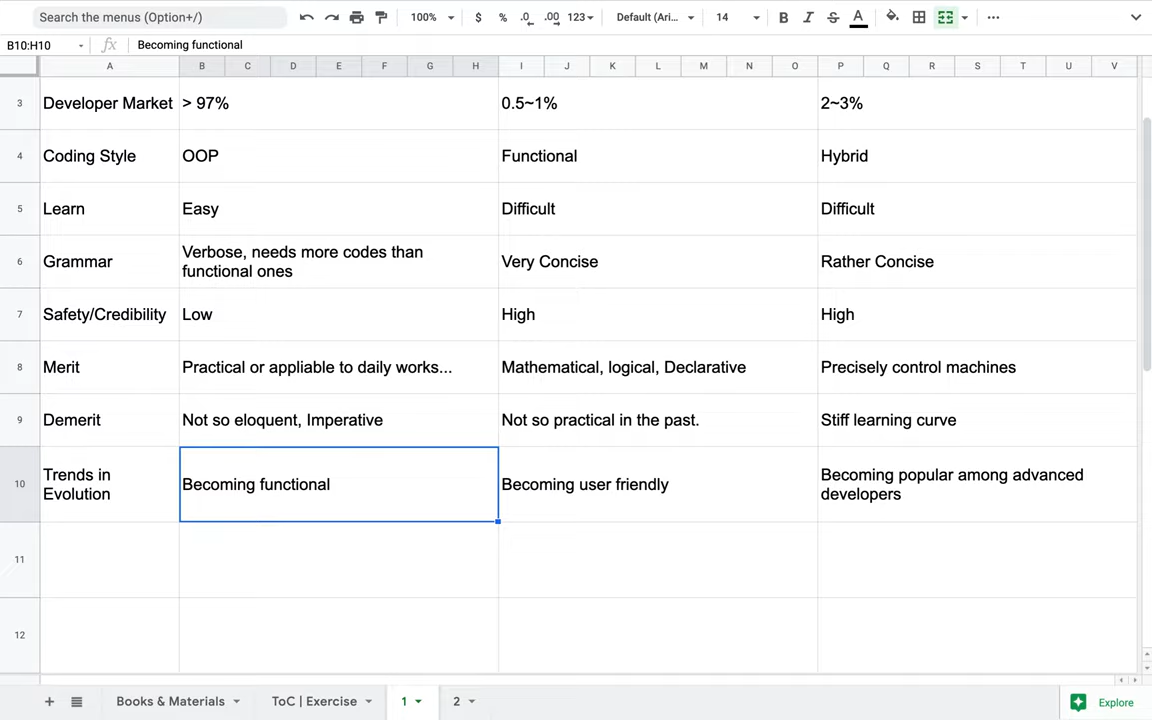 Search the menus (Option+/)
100%
$ % .0 .00 123
Default (Ari...
14
B I S A
B10:H10
fx
Becoming functional
A B C D E F G H I J K L M N O P Q R S T U V
3 Developer Market > 97% 0.5~1% 2~3%
4 Coding Style OOP Functional Hybrid
5 Learn Easy Difficult Difficult
6 Grammar
Verbose, needs more codes than
functional ones
Very Concise
Rather Concise
7 Safety/Credibility Low High High
8 Merit Practical or appliable to daily works... Mathematical, logical, Declarative Precisely control machines
9 Demerit Not so eloquent, Imperative Not so practical in the past. Stiff learning curve
10
Trends in
Evolution
Becoming functional
Becoming user friendly
Becoming popular among advanced
developers
11
12
Books & Materials ToC | Exercise 1 2 Explore